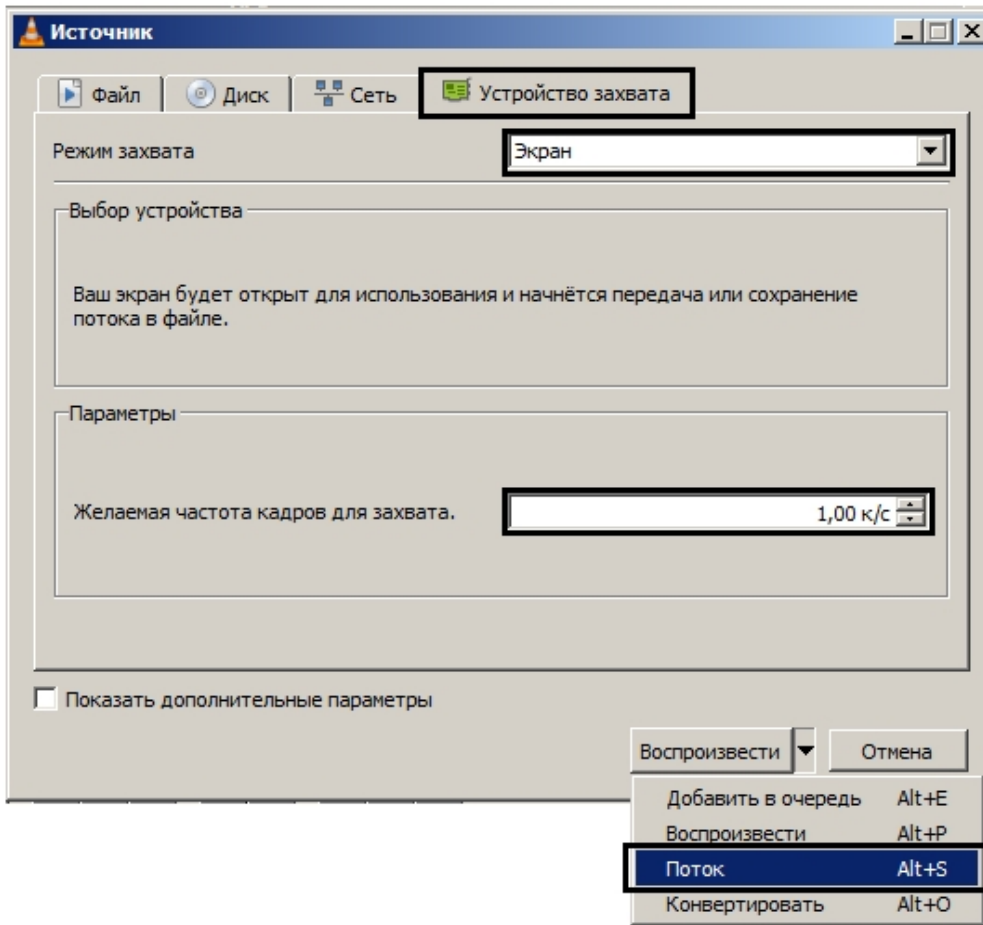 Источник
Файл Диск Сеть Устройство захвата
Режим захвата Экран
Выбор устройства
Ваш экран будет открыт для использования и начнётся передача или сохранение
потока в файле.
Параметры
Желаемая частота кадров для захвата. 1,00 к/с
Показать дополнительные параметры
Воспроизвести Отмена
Добавить в очередь Alt+E
Воспроизвести Alt+P
Поток Alt+S
Конвертировать Alt+O